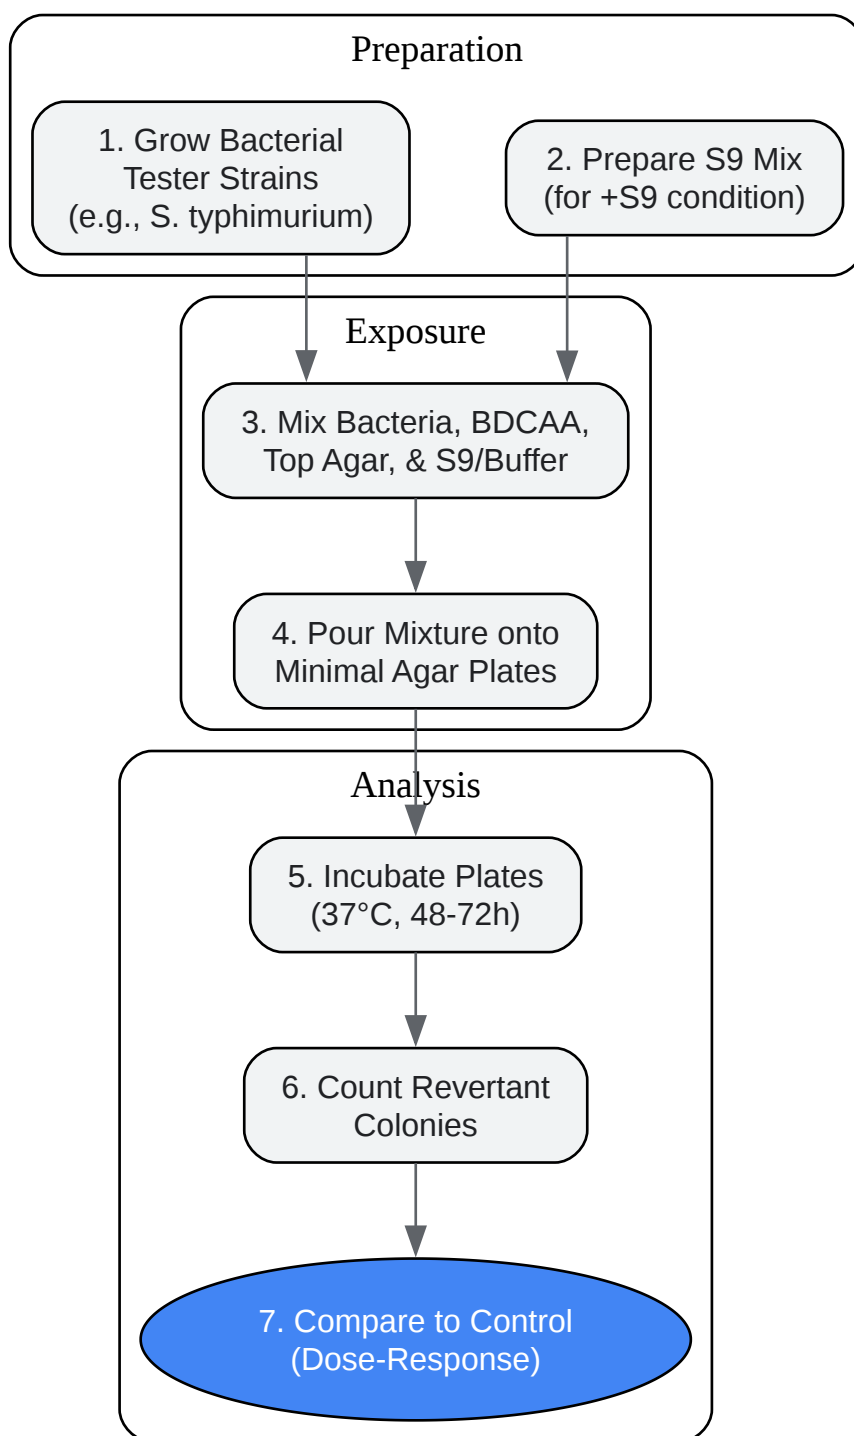 Preparation
1. Grow Bacterial
Tester Strains
(e.g., S. typhimurium)
2. Prepare S9 Mix
(for +S9 condition)
Exposure
3. Mix Bacteria, BDCAA,
Top Agar, & S9/Buffer
4. Pour Mixture onto
Minimal Agar Plates
Analysis
5. Incubate Plates
(37°C, 48-72h)
6. Count Revertant
Colonies
7. Compare to Control
(Dose-Response)